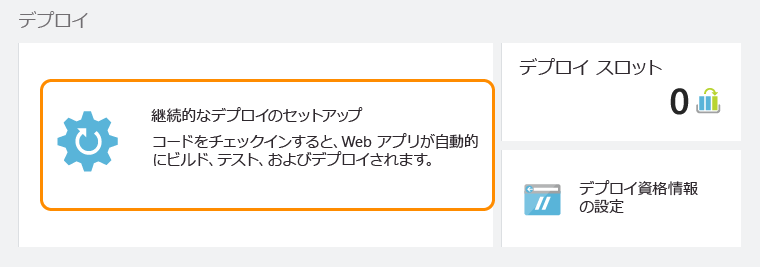 デプロイ
継続的なデプロイのセットアップ
コードをチェックインすると、Web アプリが自動的
にビルド、テスト、およびデプロイされます。
デプロイ スロット
0
デプロイ資格情報
の設定